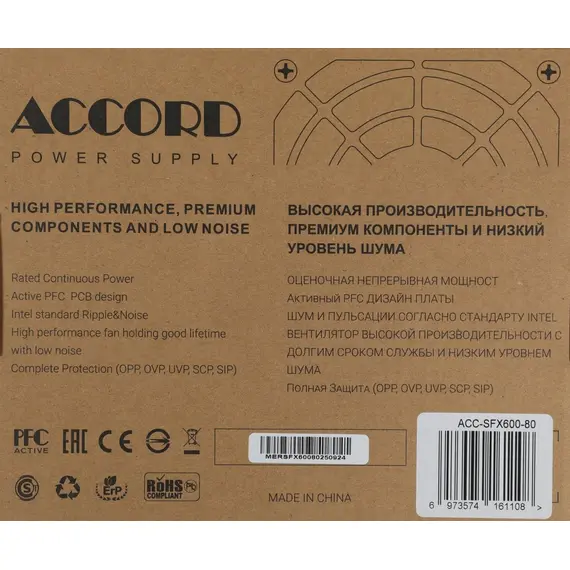 ACCORD
POWER SUPPLY
HIGH PERFORMANCE, PREMIUM
COMPONENTS AND LOW NOISE
Rated Continuous Power
Active PFC PCB design
Intel standard Ripple&Noise
High performance fan holding good lifetime
with low noise
Complete Protection (OPP, OVP, UVP, SCP, SIP)
ВЫСОКАЯ ПРОИЗВОДИТЕЛЬНОСТЬ,
ПРЕМИУМ КОМПОНЕНТЫ И НИЗКИЙ
УРОВЕНЬ ШУМА
ОЦЕНОЧНАЯ НЕПРЕРЫВНАЯ МОЩНОСТ
Активный PFC ДИЗАЙН ПЛАТЫ
ШУМ И ПУЛЬСАЦИИ СОГЛАСНО СТАНДАРТУ INTEL
ВЕНТИЛЯТОР ВЫСОКОЙ ПРОИЗВОДИТЕЛЬНОСТИ С
ДОЛГИМ СРОКОМ СЛУЖБЫ И НИЗКИМ УРОВНЕМ
ШУМА
Полная Защита (OPP, OVP, UVP, SCP, SIP)
PFC
ACTIVE
EAC CE
S ErP
RoHS
COMPLIANT
MERSFX60080250924
MADE IN CHINA
ACC-SFX600-80
6 973574 161108 >